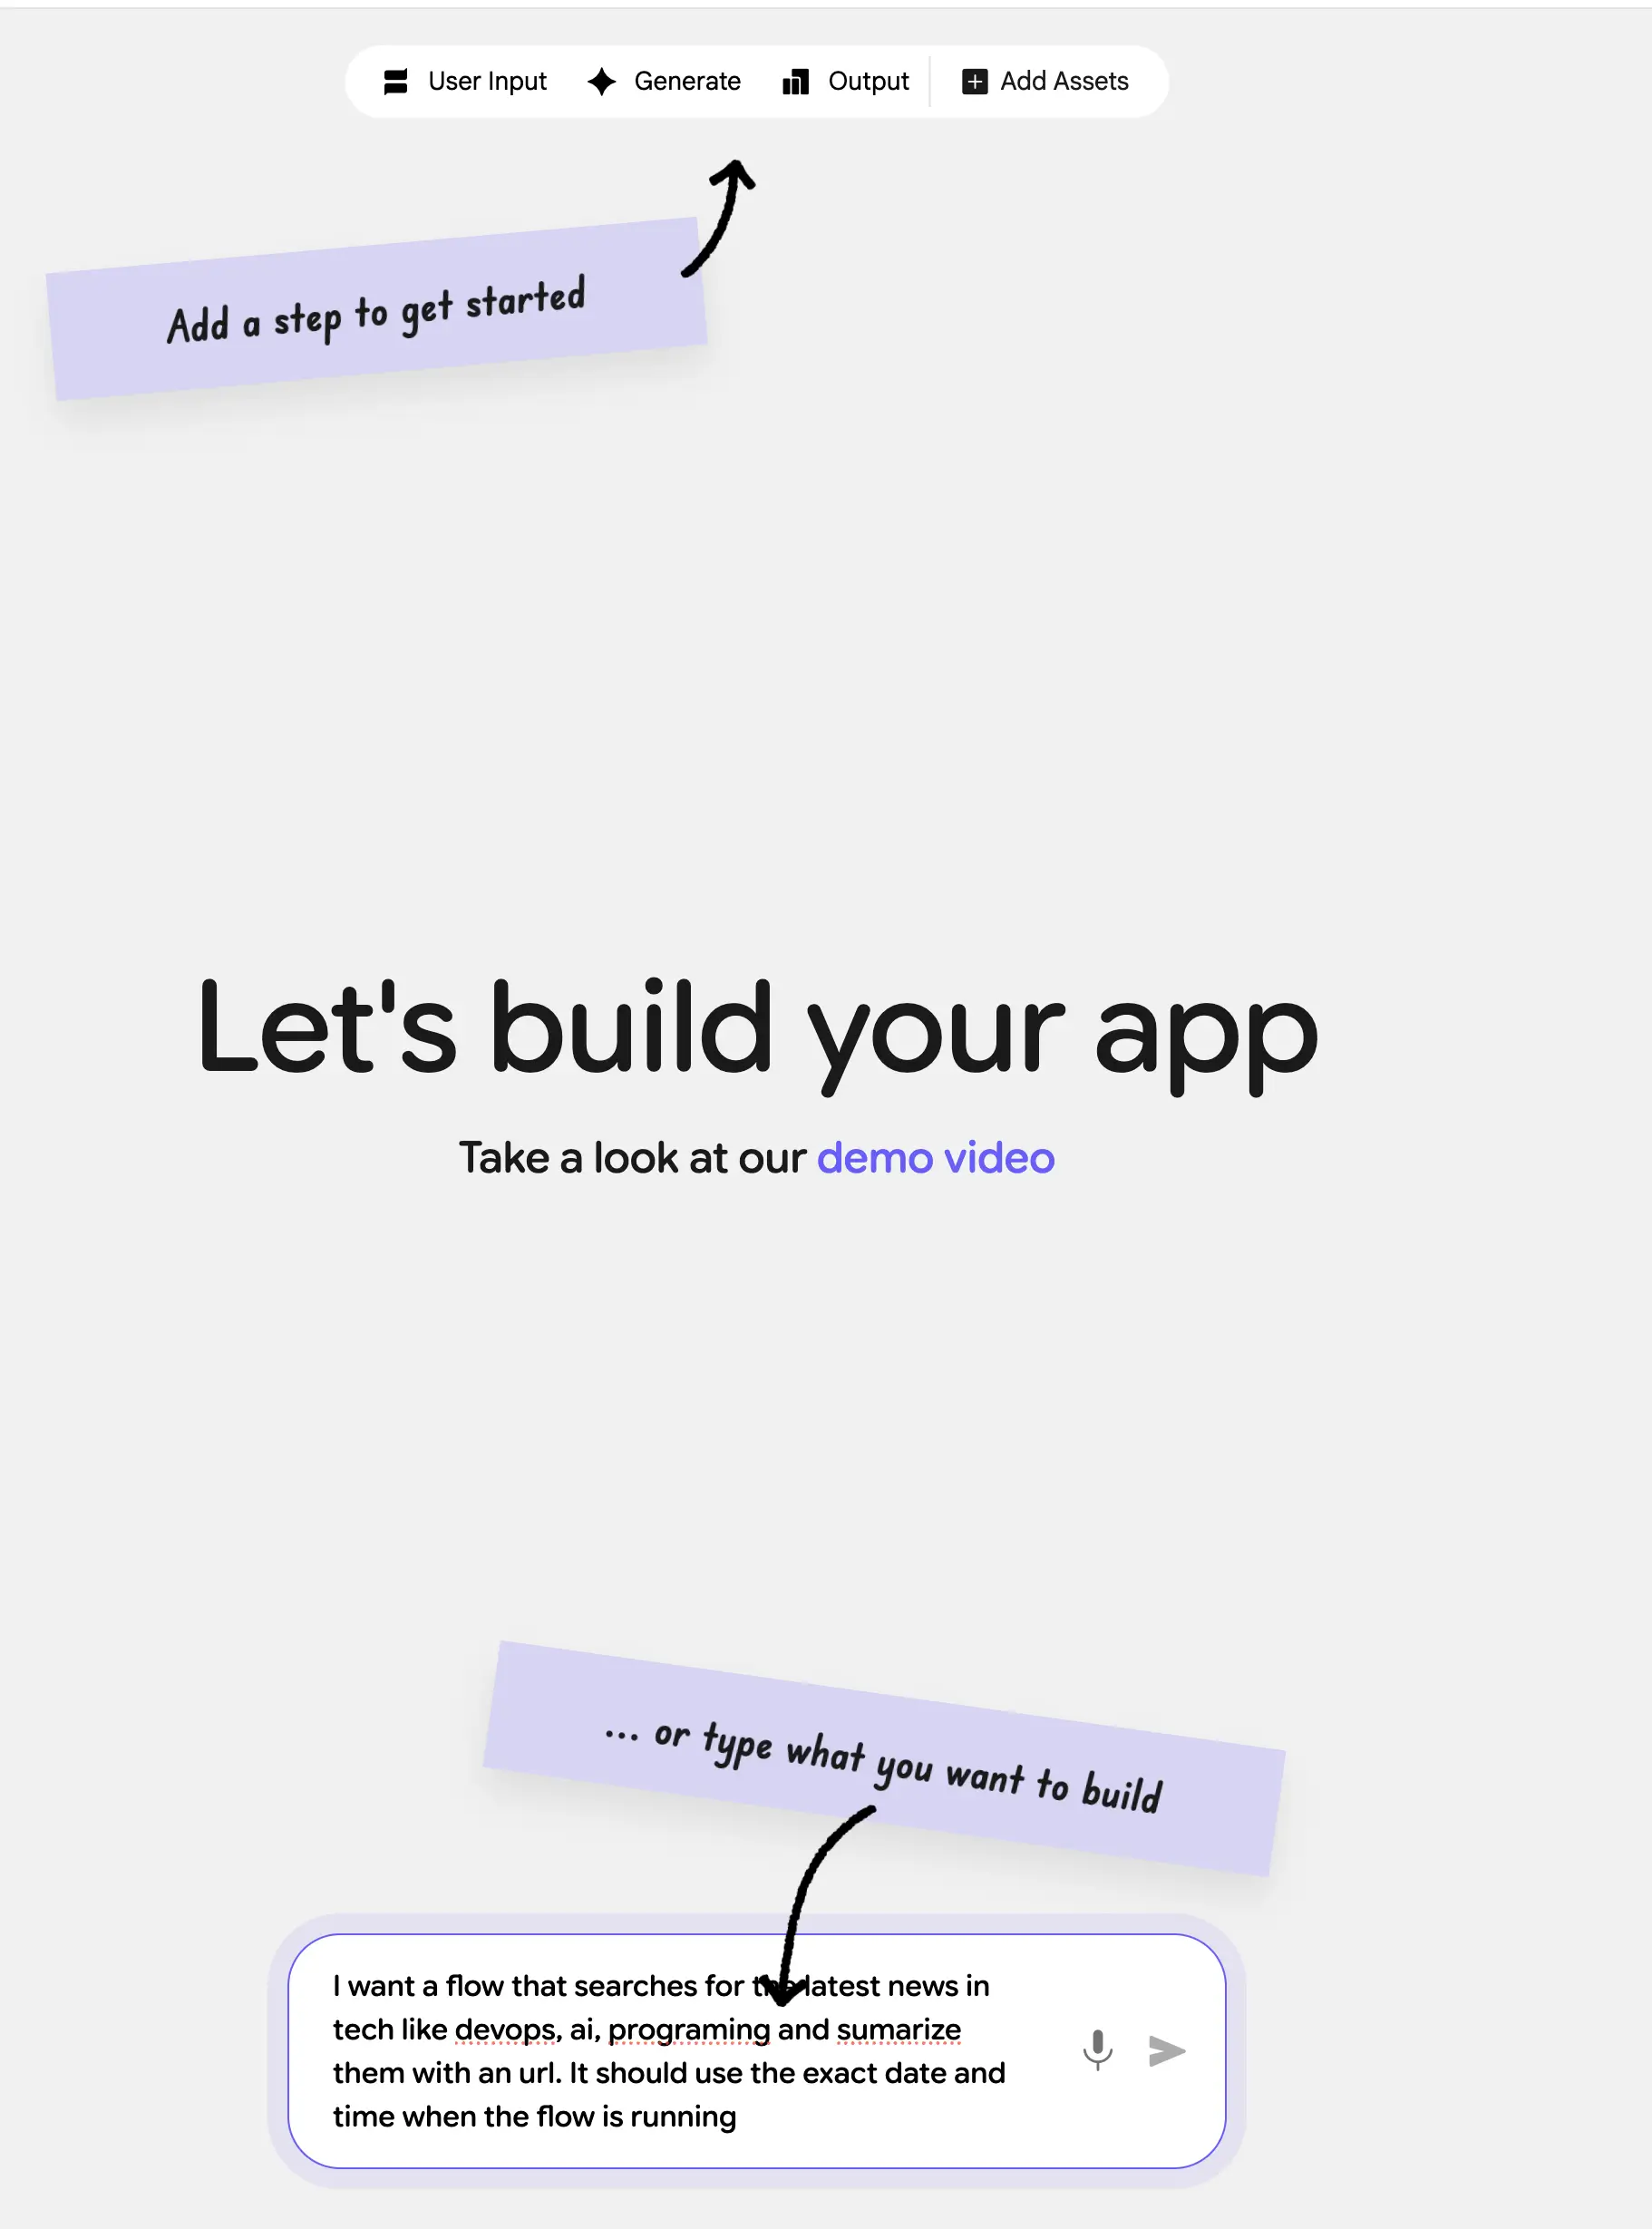 User Input Generate Output Add Assets
Add a step to get started
Let's build your app
Take a look at our demo video
... or type what you want to build
I want a flow that searches for the latest news in
tech like devops, ai, programing and sumarize
them with an url. It should use the exact date and
time when the flow is running